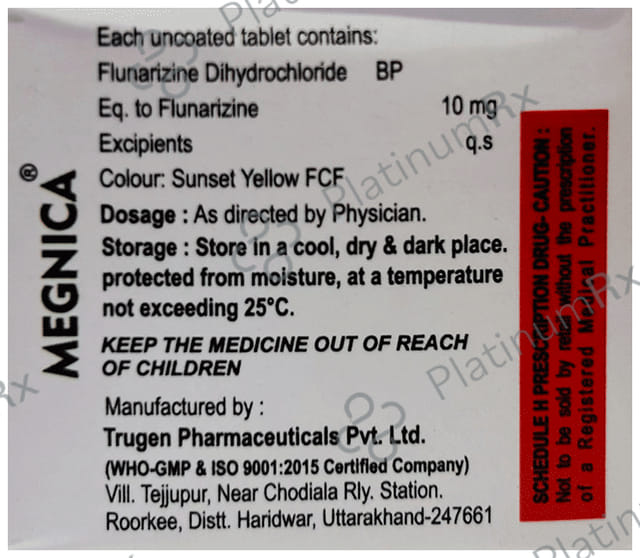 Each uncoated tablet contains:
Flunarizine Dihydrochloride BP
Eq. to Flunarizine 10 mg
Excipients q.s
Colour: Sunset Yellow FCF
Dosage : As directed by Physician.
Storage : Store in a cool, dry & dark place.
protected from moisture, at a temperature
not exceeding 25°C.
KEEP THE MEDICINE OUT OF REACH
OF CHILDREN
Manufactured by :
Trugen Pharmaceuticals Pvt. Ltd.
(WHO-GMP & ISO 9001:2015 Certified Company)
Vill. Tejjupur, Near Chodiala Rly. Station.
Roorkee, Distt. Haridwar, Uttarakhand-247661
MEGNICA®
SCHEDULE H PRESCRIPTION DRUG- CAUTION :
Not to be sold by retail without the prescription
of a Registered Medical Practitioner.
PlatinumRx
PlatinumRx